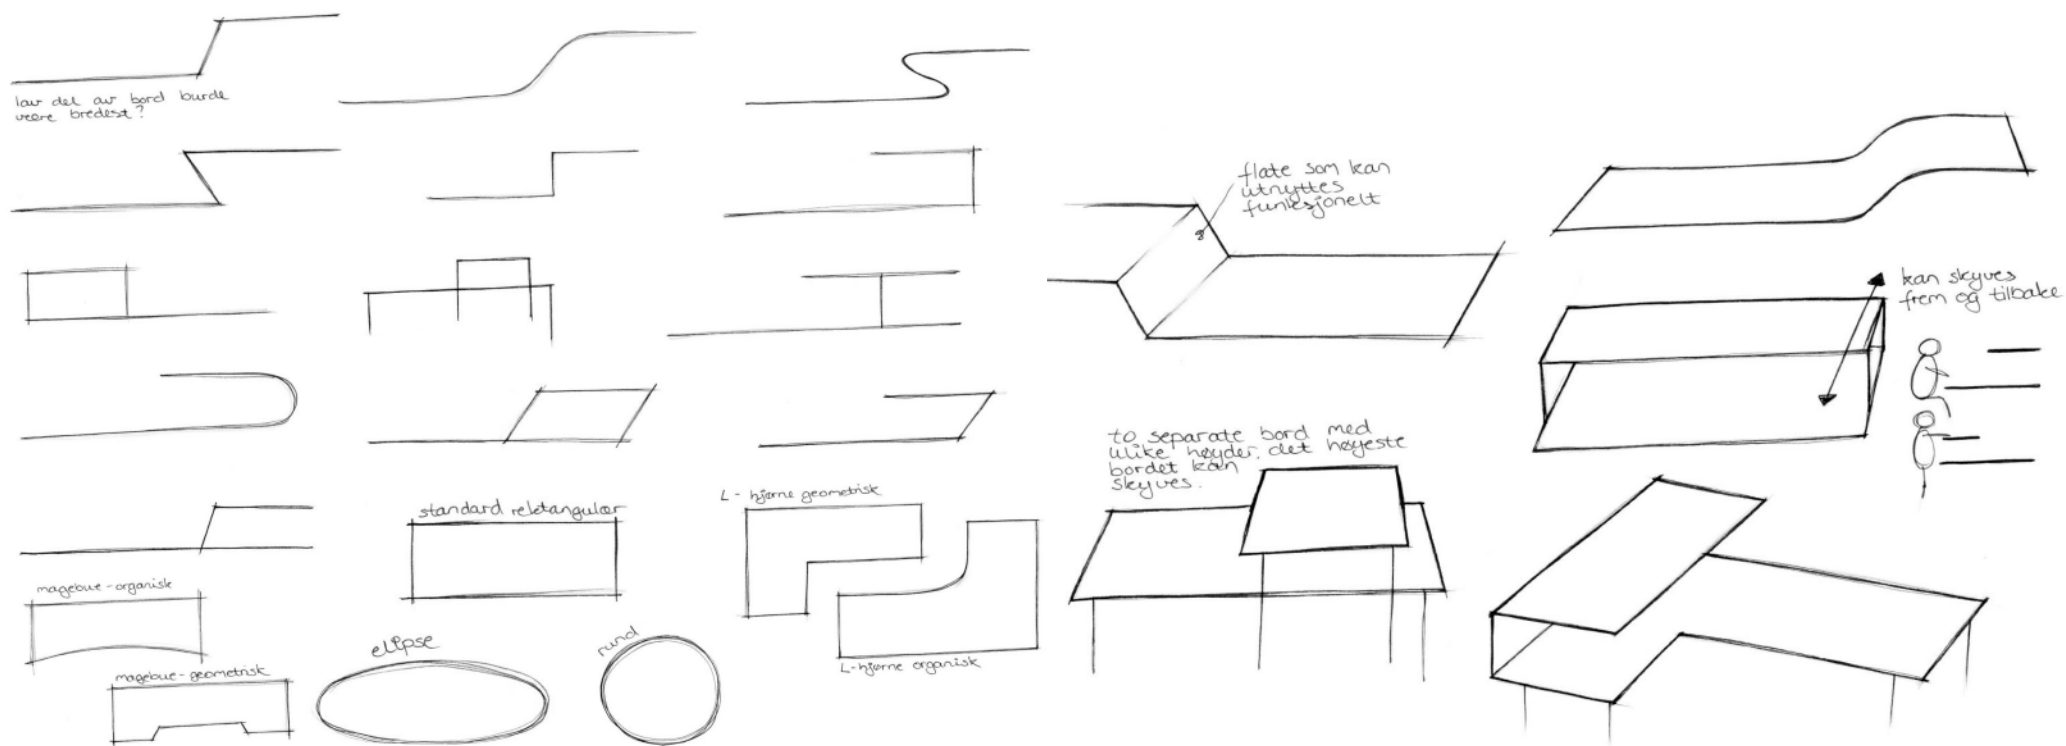 lav del av bord burde
være bredest?
flate som kan
utnyttes
funksjonelt
kan skyves
frem og tilbake
to separate bord med
ulike høyder. det høyeste
bordet kan
skyves.
L-hjørne geometrisk
standard rektangulær
magebue-organisk
elipse
rund
L-hjørne organisk
magebue-geometrisk